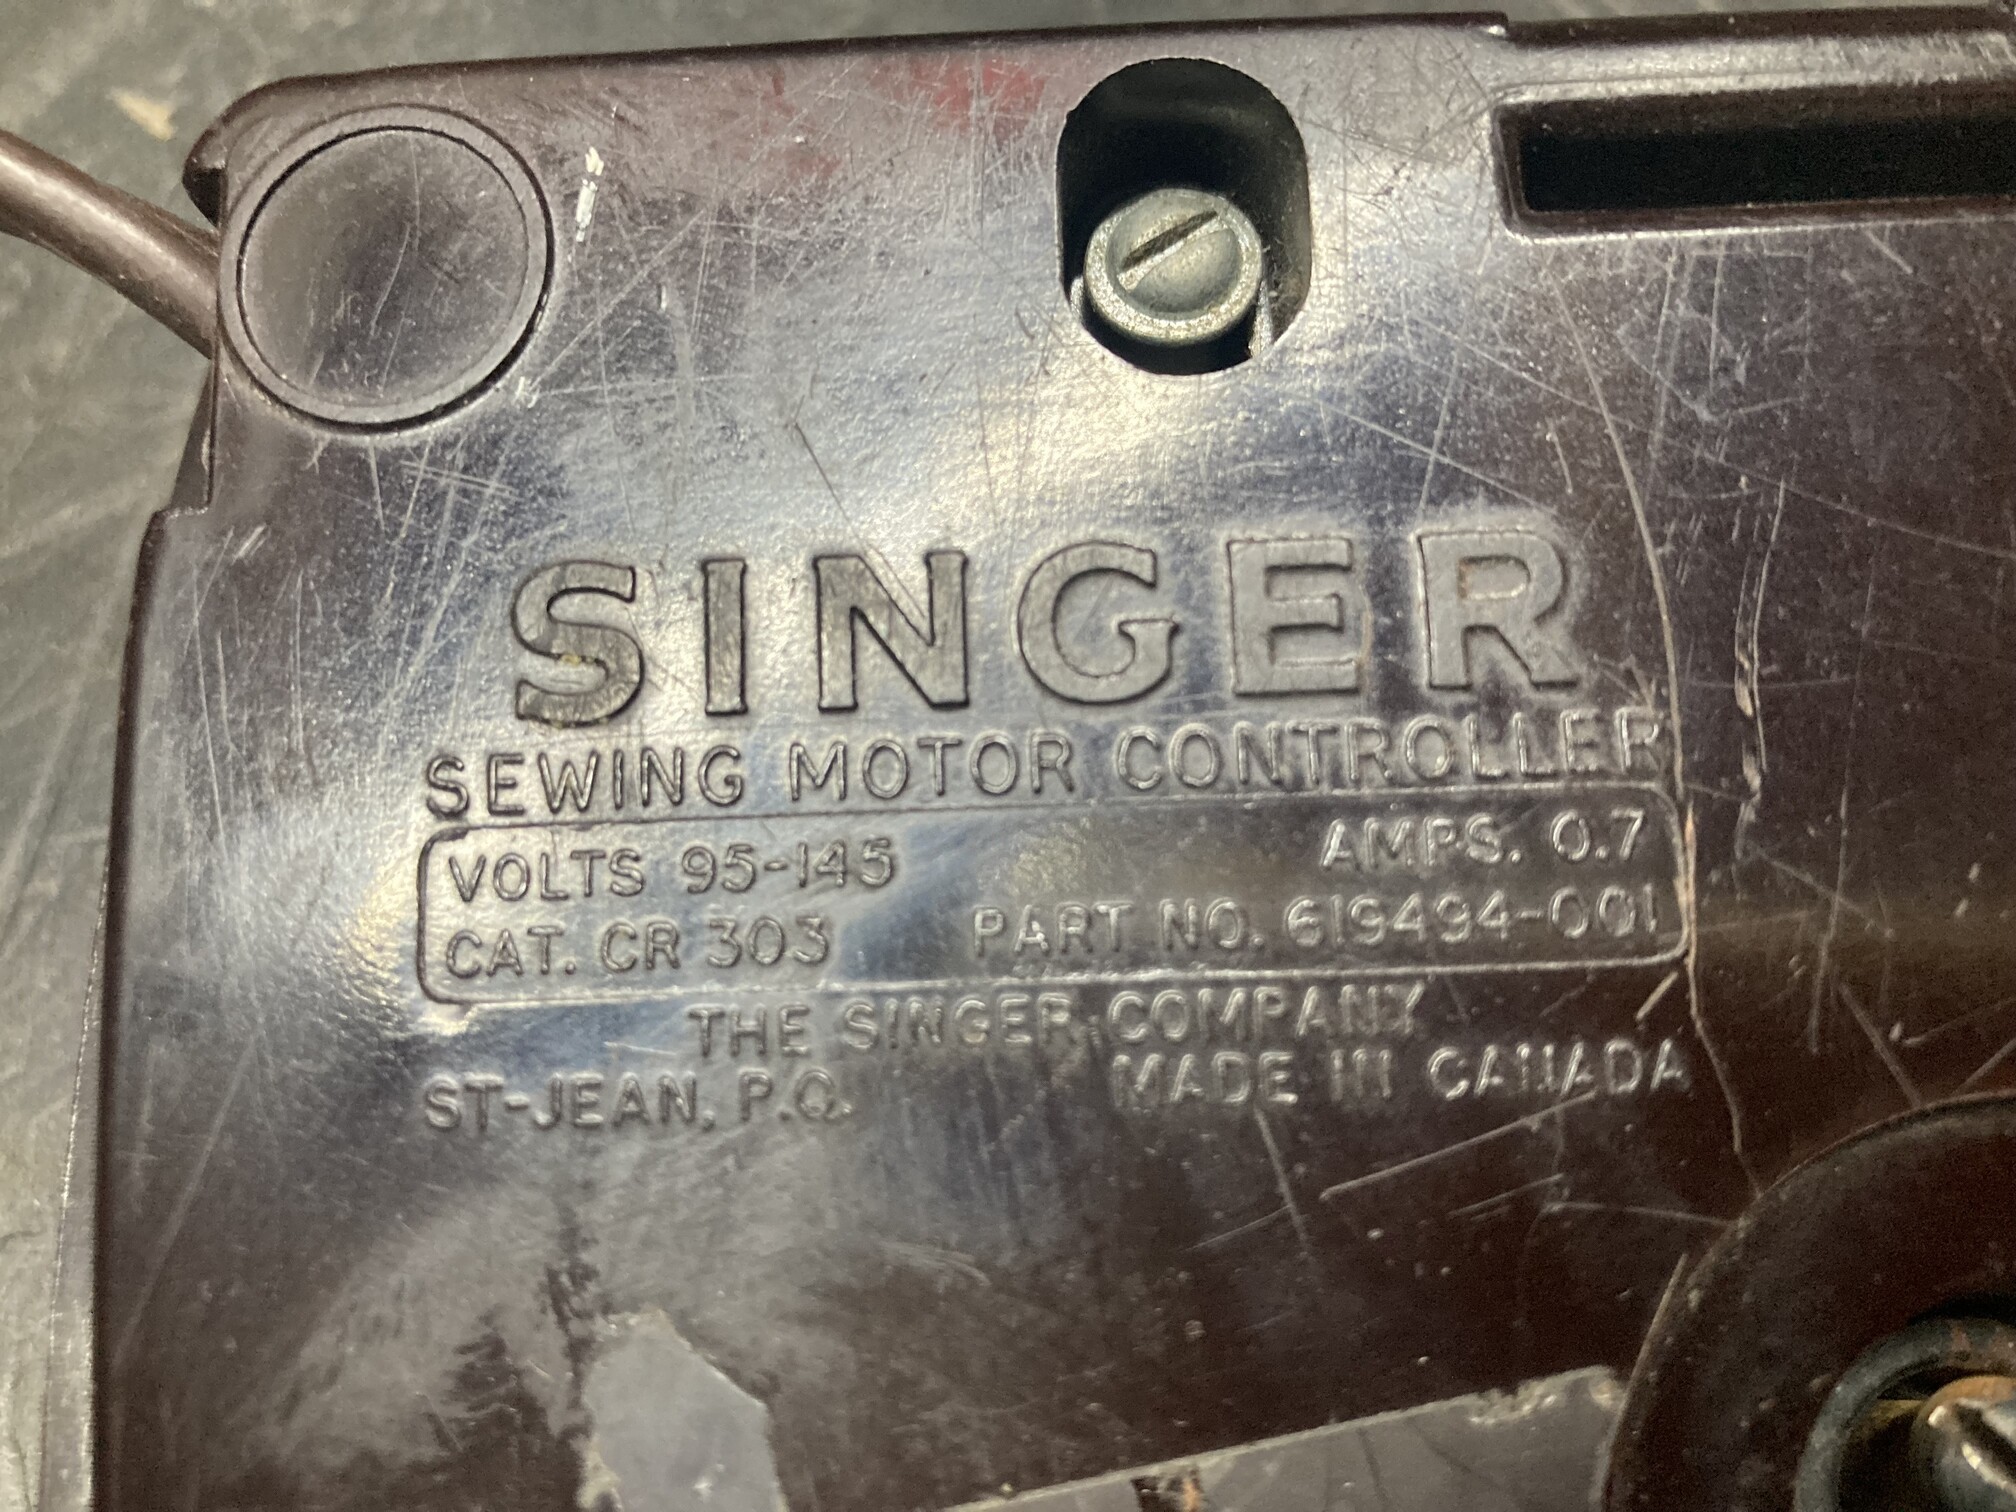 SINGER
SEWING MOTOR CONTROLLER
VOLTS 95-145 AMPS. 0.7
CAT. CR 303 PART NO. 619494-001
THE SINGER COMPANY
ST-JEAN, P.Q. MADE IN CANADA